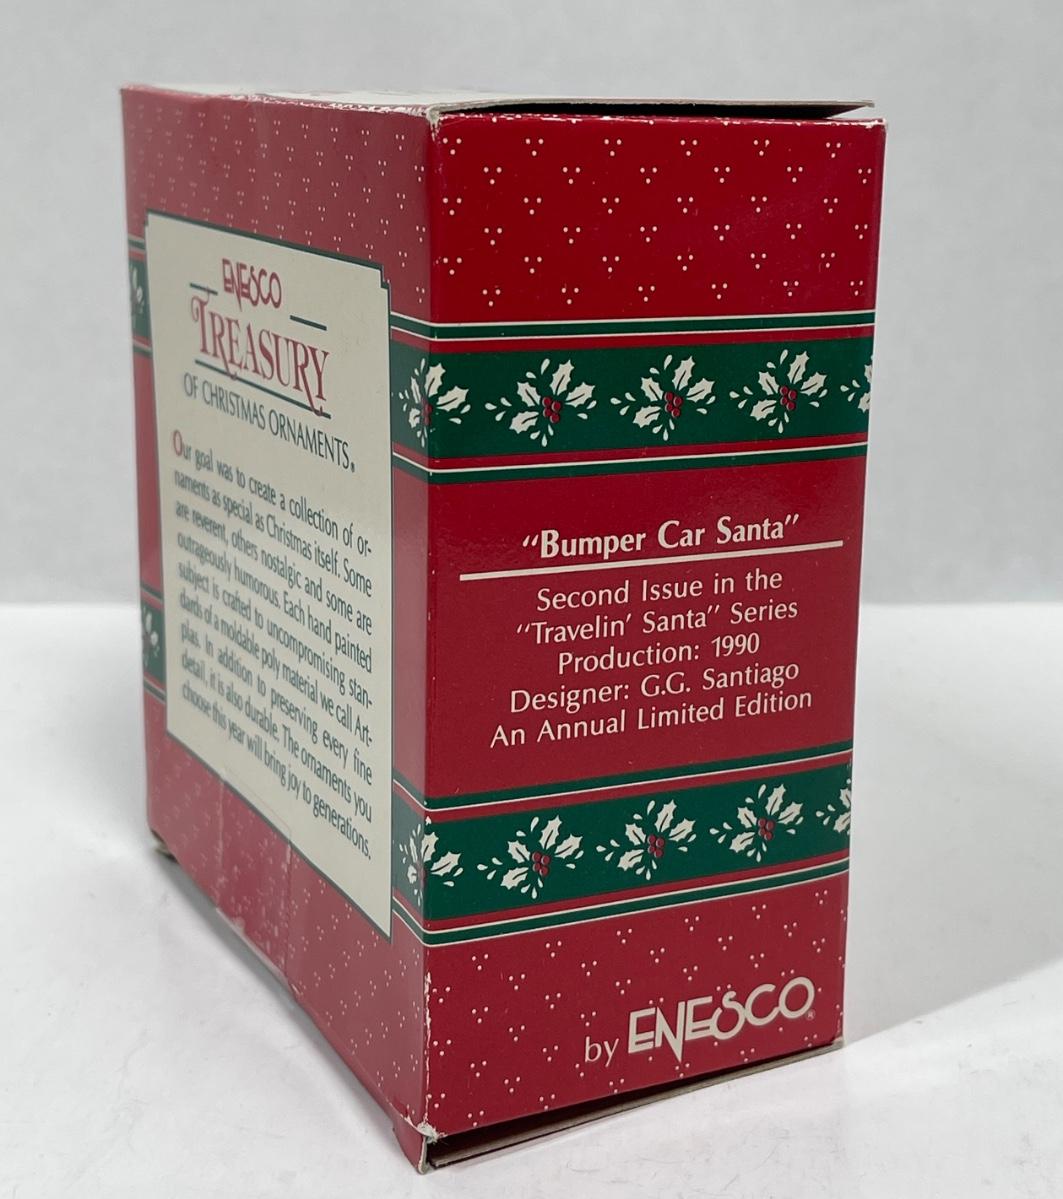 ENESCO
TREASURY
OF CHRISTMAS ORNAMENTS®
Our goal was to create a collection of or-
naments as special as Christmas itself. Some
are reverent, others nostalgic and some are
outrageously humorous. Each hand painted
subject is crafted to uncompromising stan-
dards of a moldable poly material we call Art-
plas. In addition to preserving every fine
detail, it is also durable. The ornaments you
choose this year will bring joy to generations.
“Bumper Car Santa”
Second Issue in the
“Travelin’ Santa” Series
Production: 1990
Designer: G.G. Santiago
An Annual Limited Edition
by ENESCO®